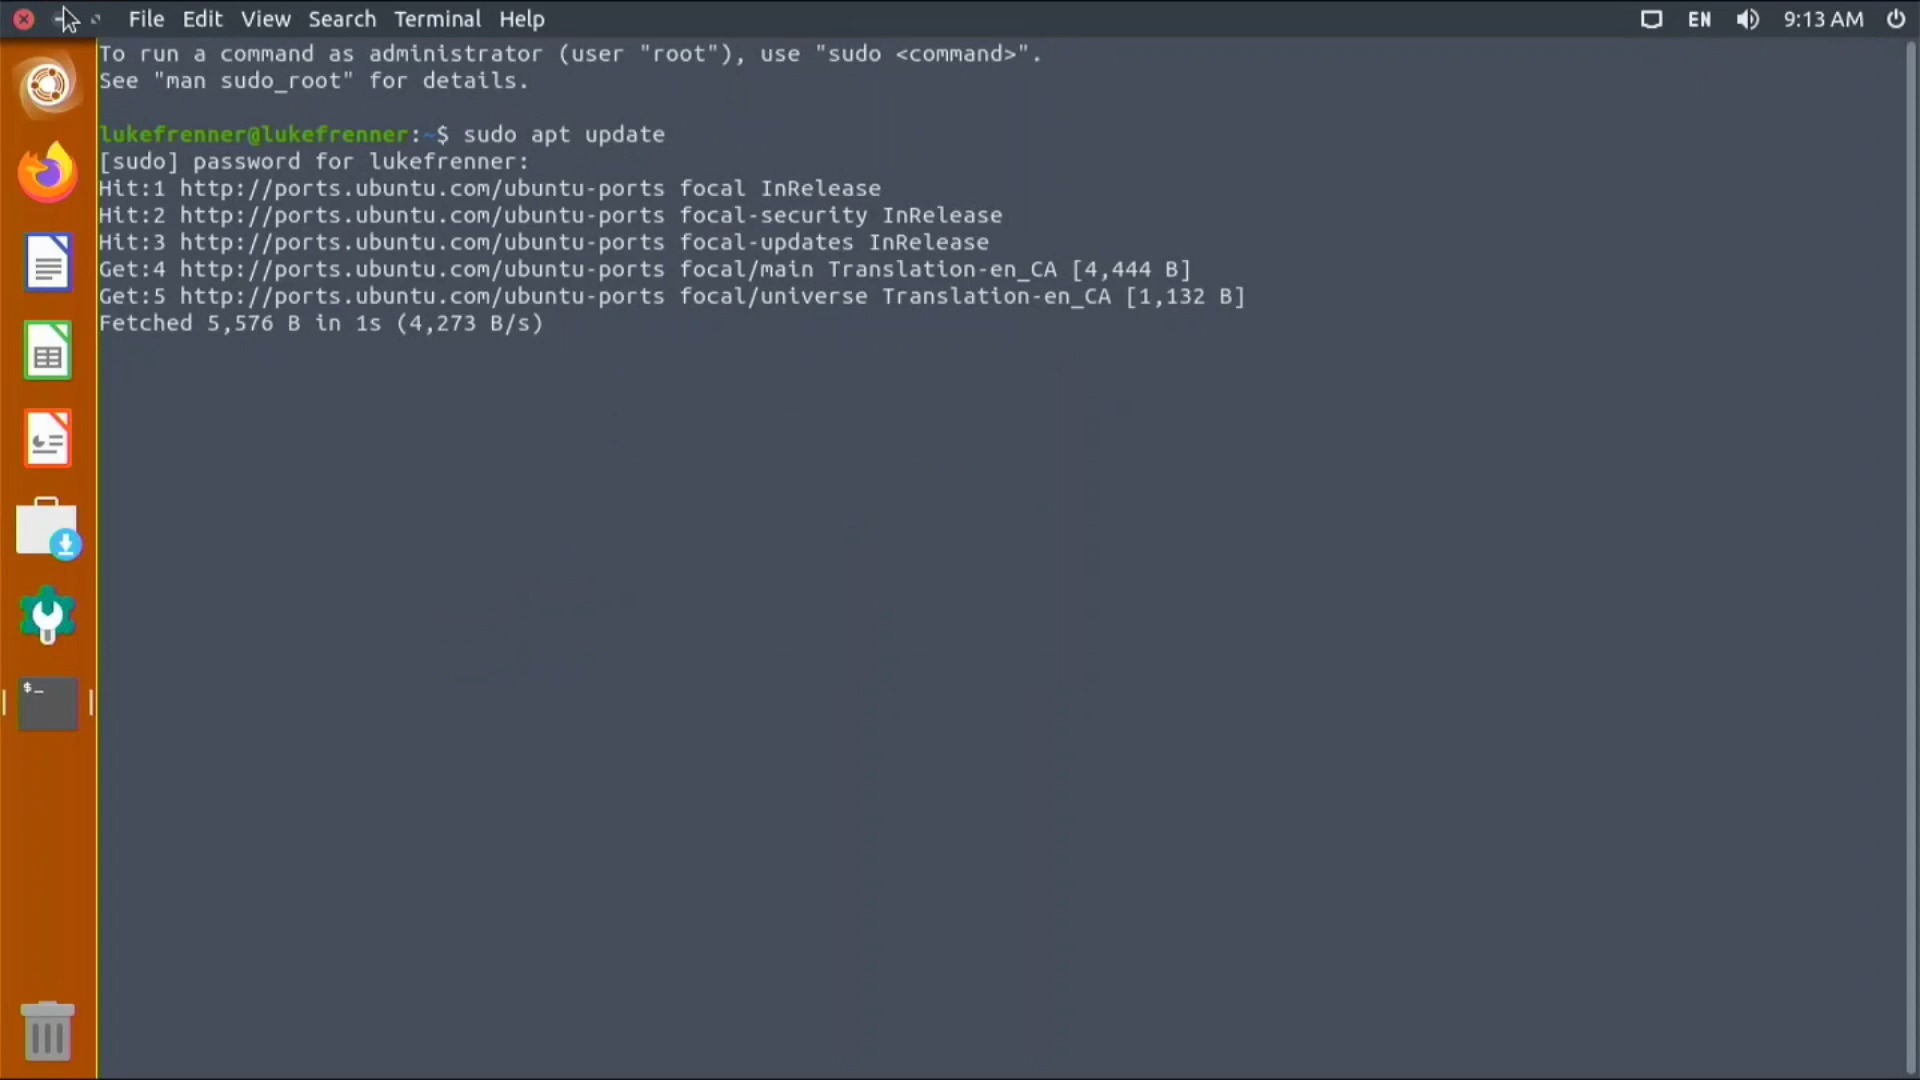 File Edit View Search Terminal Help EN 9:13 AM
To run a command as administrator (user "root"), use "sudo <command>".
See "man sudo_root" for details.
lukefrenner@lukefrenner:~$ sudo apt update
[sudo] password for lukefrenner:
Hit:1 http://ports.ubuntu.com/ubuntu-ports focal InRelease
Hit:2 http://ports.ubuntu.com/ubuntu-ports focal-security InRelease
Hit:3 http://ports.ubuntu.com/ubuntu-ports focal-updates InRelease
Get:4 http://ports.ubuntu.com/ubuntu-ports focal/main Translation-en_CA [4,444 B]
Get:5 http://ports.ubuntu.com/ubuntu-ports focal/universe Translation-en_CA [1,132 B]
Fetched 5,576 B in 1s (4,273 B/s)
$_